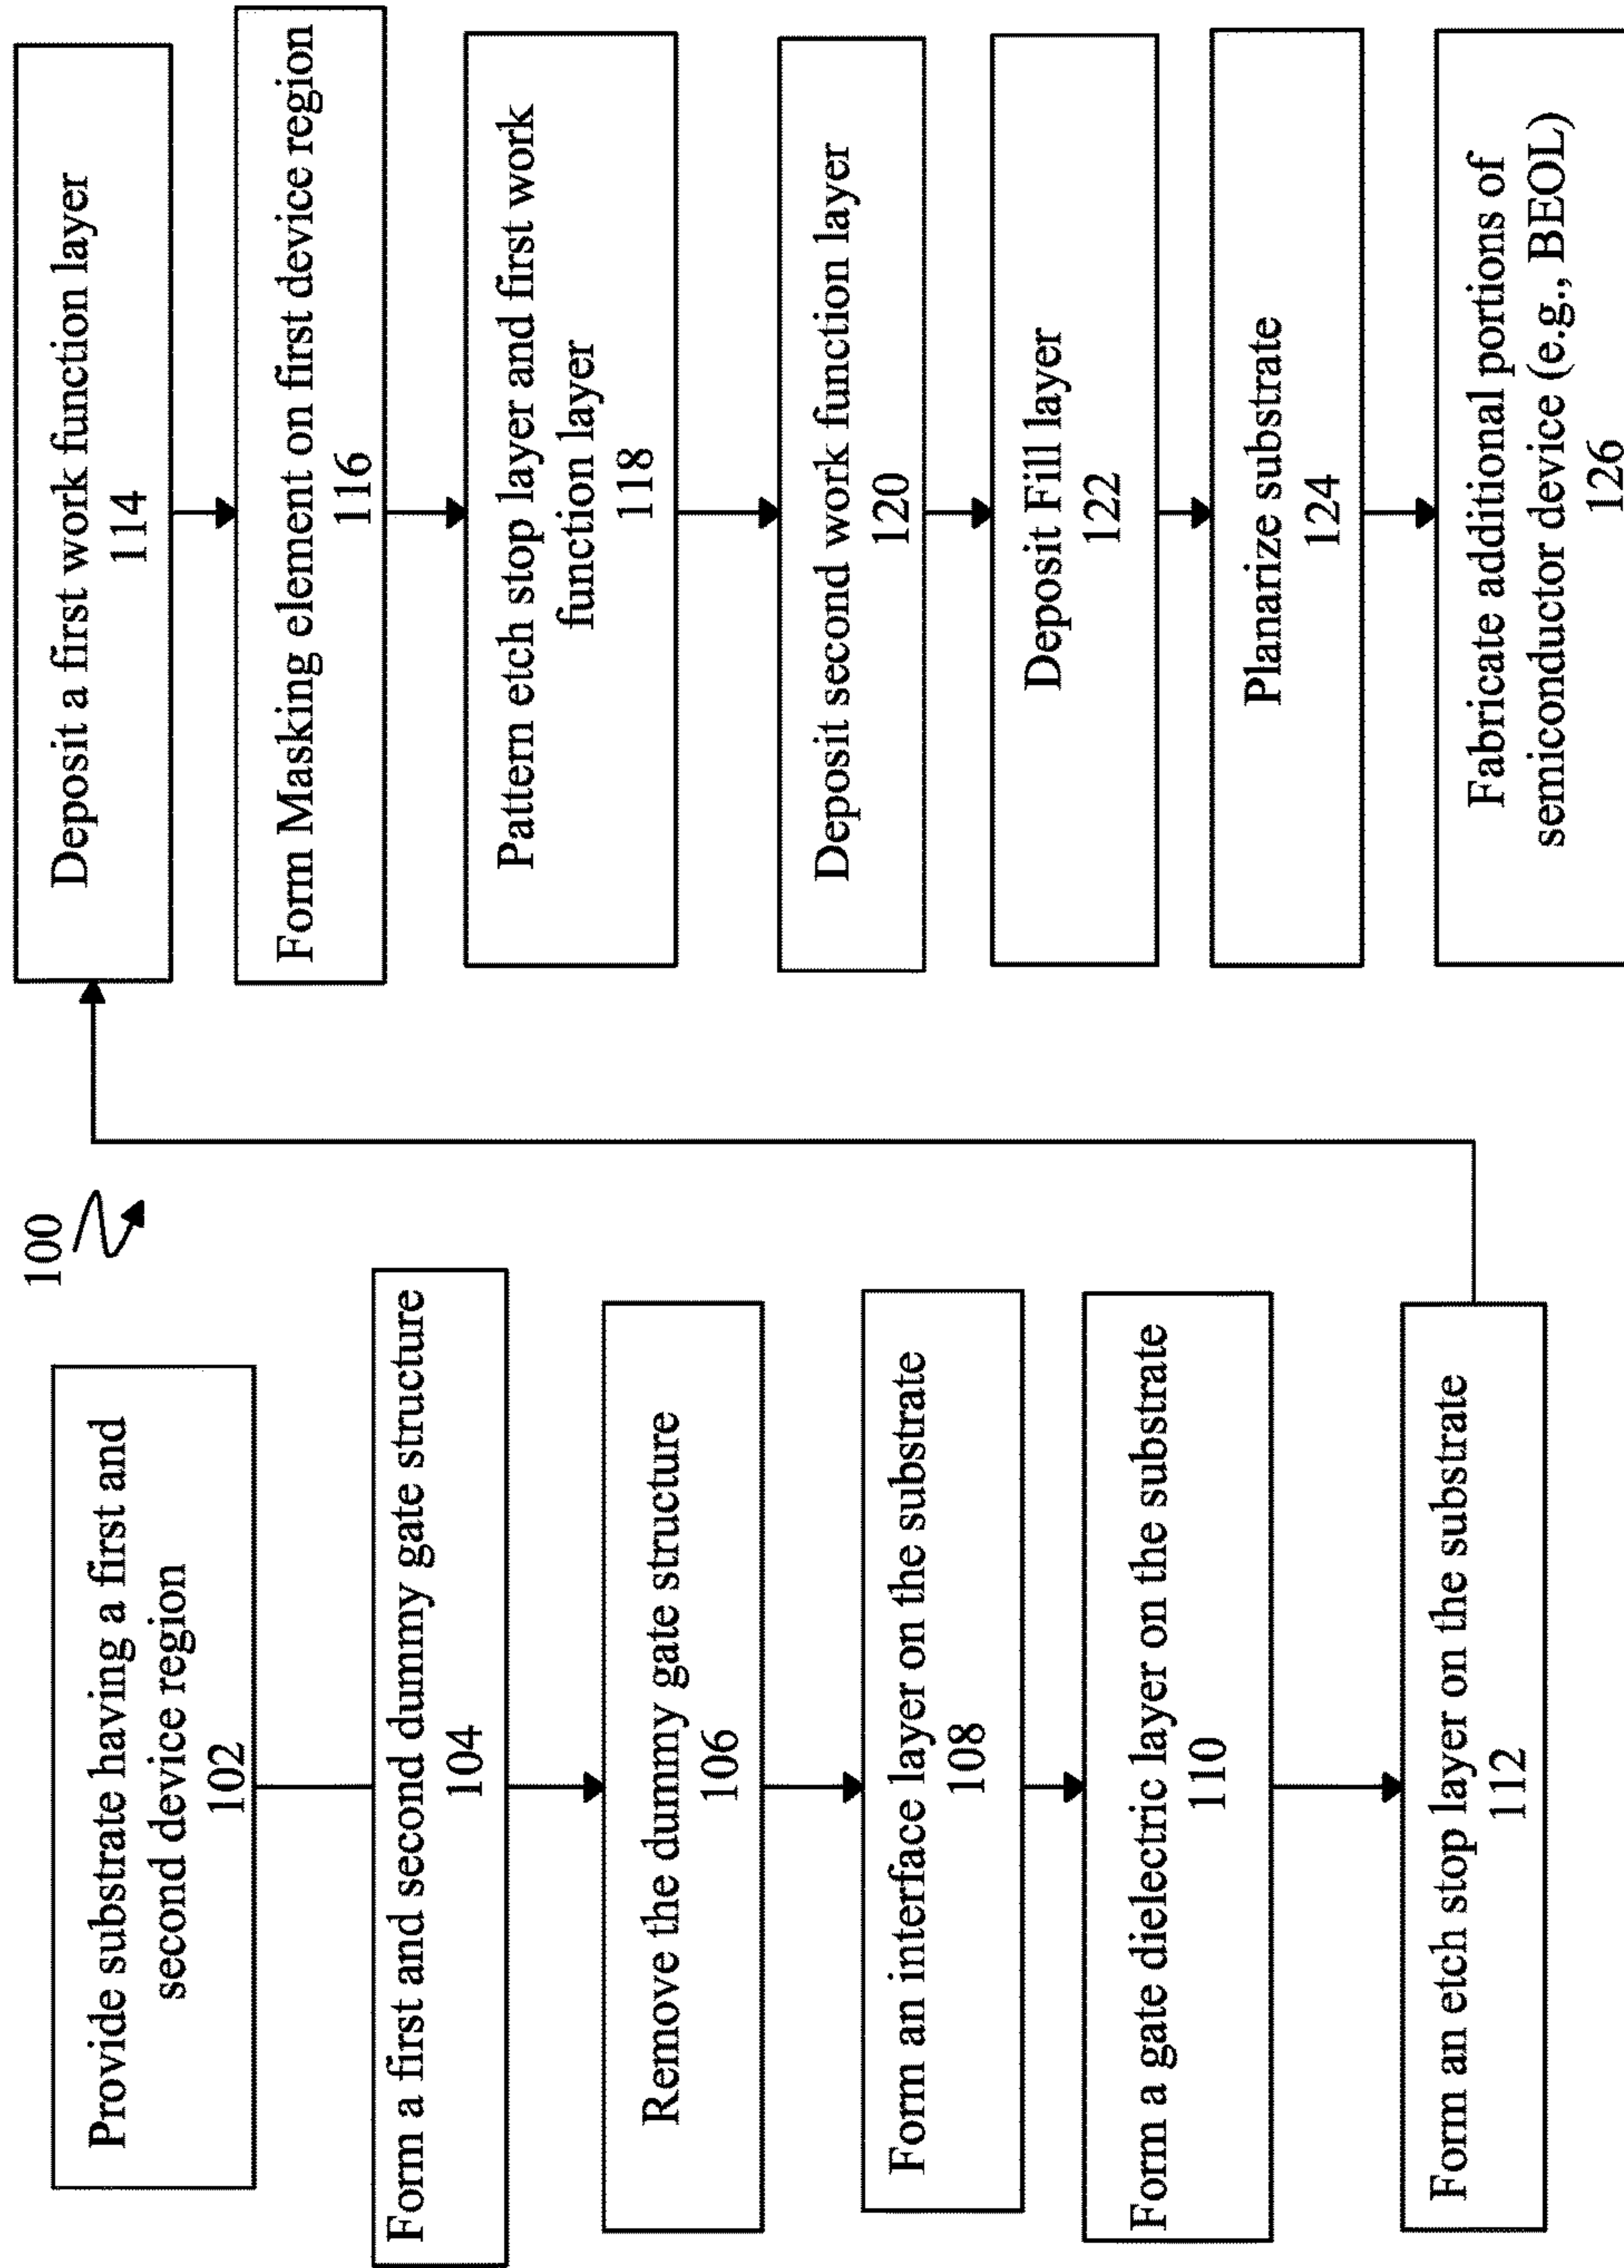 100
Provide substrate having a first and
second device region
102
Form a first and second dummy gate structure
104
Remove the dummy gate structure
106
Form an interface layer on the substrate
108
Form a gate dielectric layer on the substrate
110
Form an etch stop layer on the substrate
112
Deposit a first work function layer
114
Form Masking element on first device region
116
Pattern etch stop layer and first work
function layer
118
Deposit second work function layer
120
Deposit Fill layer
122
Planarize substrate
124
Fabricate additional portions of
semiconductor device (e.g., BEOL)
126